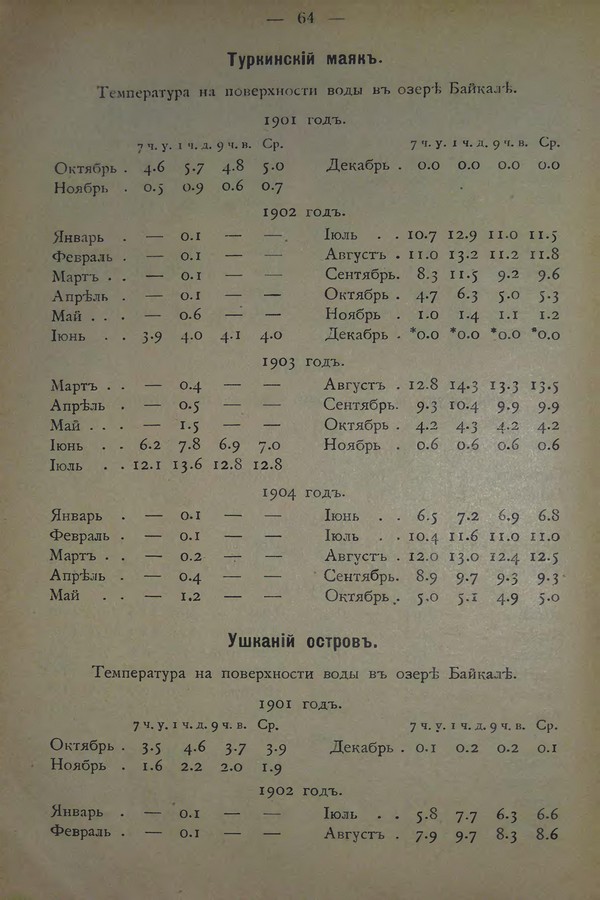 — 64 —
Туркинскій маякъ.
Температура на поверхности воды въ озерѣ Байкалѣ.
1901 годъ.
7 ч. у. 1 ч. д. 9 ч. в. Ср. 7 ч. у. 1 ч. д. 9 ч. в. Ср.
Октябрь . 4.6 5.7 4.8 5.0 Декабрь . 0.0 0.0 0.0 0.0
Ноябрь . 0.5 0.9 0.6 0.7
1902 годъ.
Январь . — 0.1 — — Іюль . . 10.7 12.9 11.0 11.5
Февраль . — 0.1 — — Августъ . 11.0 13.2 11.2 11.8
Мартъ . . — 0.1 — — Сентябрь. 8.3 11.5 9.2 9.6
Апрѣль . — 0.1 — — Октябрь . 4.7 6.3 5.0 5.3
Май . . . — 0.6 — — Ноябрь . 1.0 1.4 1.1 1.2
Іюнь . . 3.9 4.0 4.1 4.0 Декабрь . *0.0 *0.0 *0.0 *0.0
1903 годъ.
Мартъ . . — 0.4 — — Августъ . 12.8 14.3 13.3 13.5
Апрѣль . — 0.5 — — Сентябрь. 9.3 10.4 9.9 9.9
Май . . . — 1.5 — — Октябрь . 4.2 4.3 4.2 4.2
Іюнь . . 6.2 7.8 6.9 7.0 Ноябрь . 0.6 0.6 0.6 0.6
Іюль . . 12.1 13.6 12.8 12.8
1904 годъ.
Январь . — 0.1 — — Іюнь . . 6.5 7.2 6.9 6.8
Февраль . — 0.1 — — Іюль . . 10.4 11.6 11.0 11.0
Мартъ . . — 0.2 — — Августъ . 12.0 13.0 12.4 12.5
Апрѣль . — 0.4 — — Сентябрь. 8.9 9.7 9.3 9.3
Май . . — 1.2 — — Октябрь . 5.0 5.1 4.9 5.0
Ушканій островъ.
Температура на поверхности воды въ озерѣ Байкалѣ.
1901 годъ.
7 ч. у. 1 ч. д. 9 ч. в. Ср. 7 ч. у. 1 ч. д. 9 ч. в. Ср.
Октябрь . 3.5 4.6 3.7 3.9 Декабрь . 0.1 0.2 0.2 0.1
Ноябрь . 1.6 2.2 2.0 1.9
1902 годъ.
Январь . — 0.1 — — Іюль . . 5.8 7.7 6.3 6.6
Февраль . — 0.1 — — Августъ . 7.9 9.7 8.3 8.6